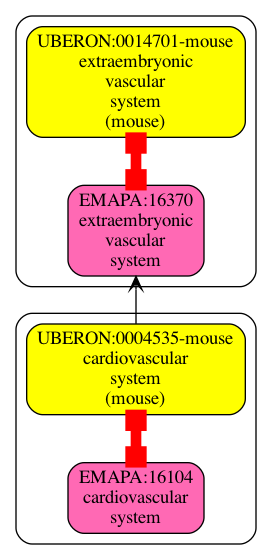 UBERON:0014701-mouse
extraembryonic
vascular
system
(mouse)
EMAPA:16370
extraembryonic
vascular
system
UBERON:0004535-mouse
cardiovascular
system
(mouse)
EMAPA:16104
cardiovascular
system